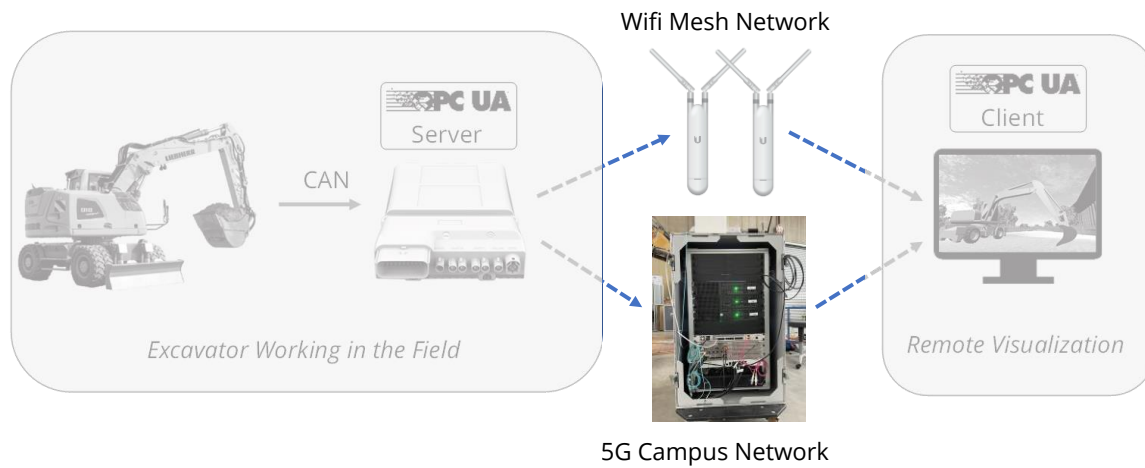 Wifi Mesh Network
OPC UA
Server
CAN
LIEBHERR
Excavator Working in the Field
OPC UA
Client
Remote Visualization
5G Campus Network